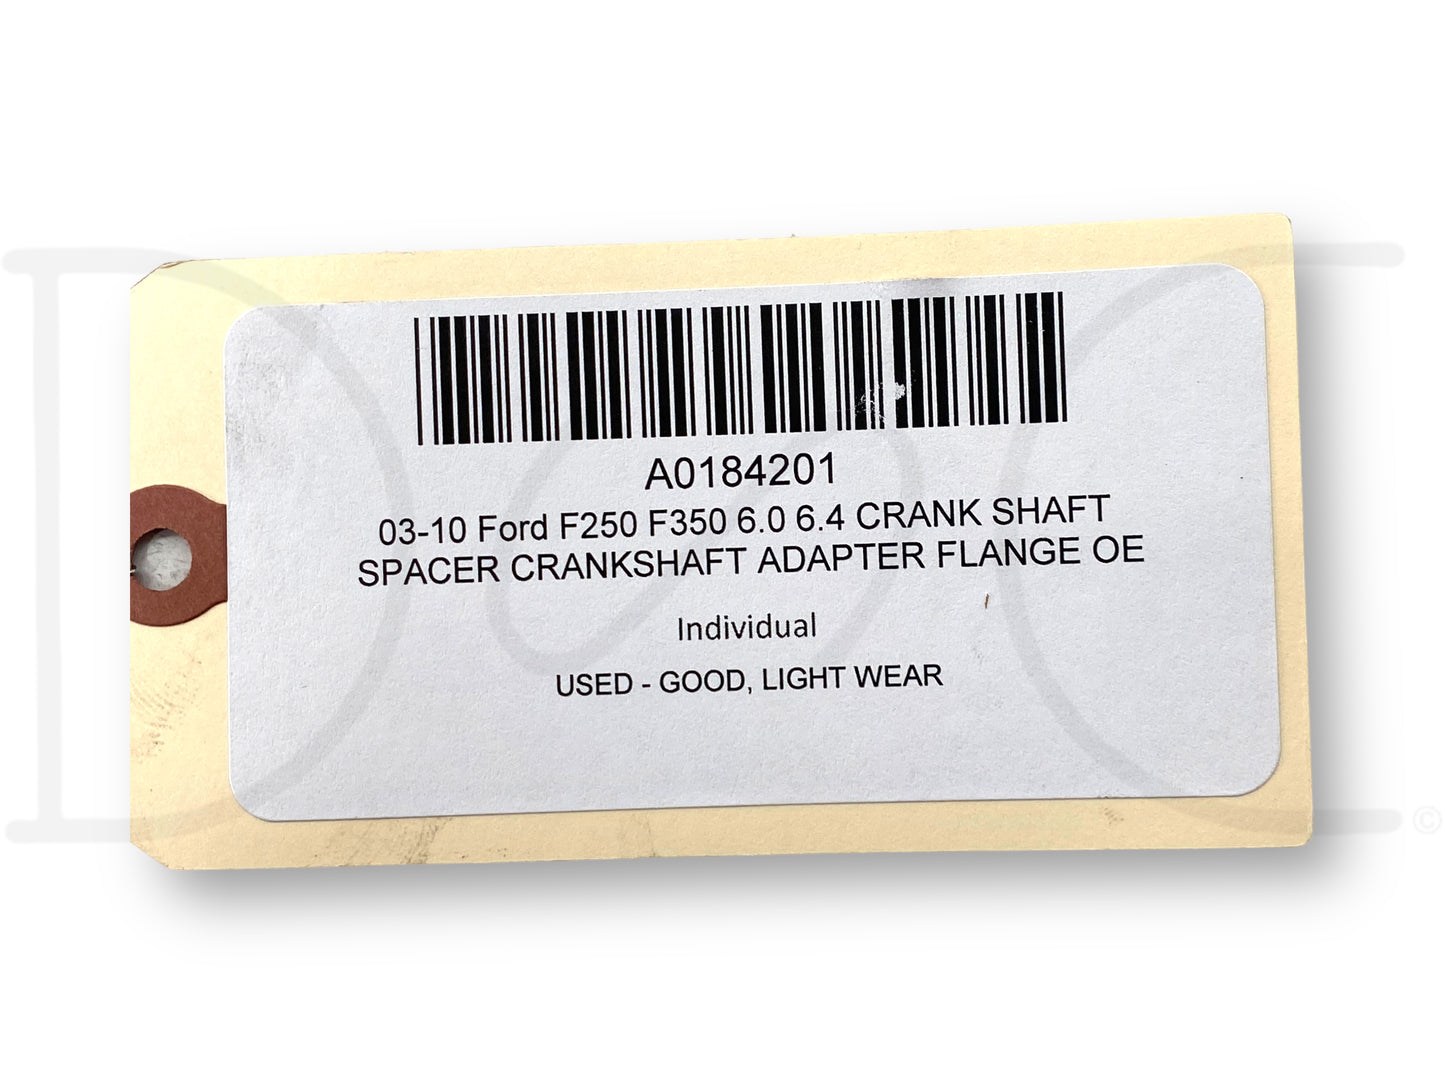 A0184201
03-10 Ford F250 F350 6.0 6.4 CRANK SHAFT
SPACER CRANKSHAFT ADAPTER FLANGE OE
Individual
USED - GOOD, LIGHT WEAR
©